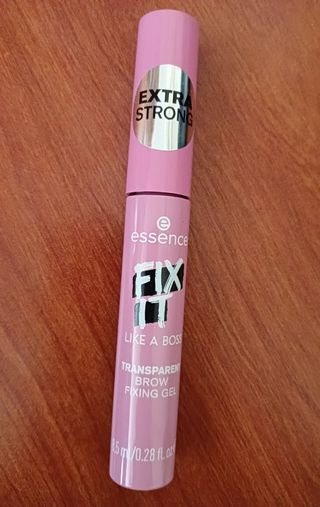 EXTRA
STRONG
essence
FIX
IT
LIKE A BOSS
TRANSPARENT
BROW
FIXING GEL
8.5 ml/0.28 fl.oz